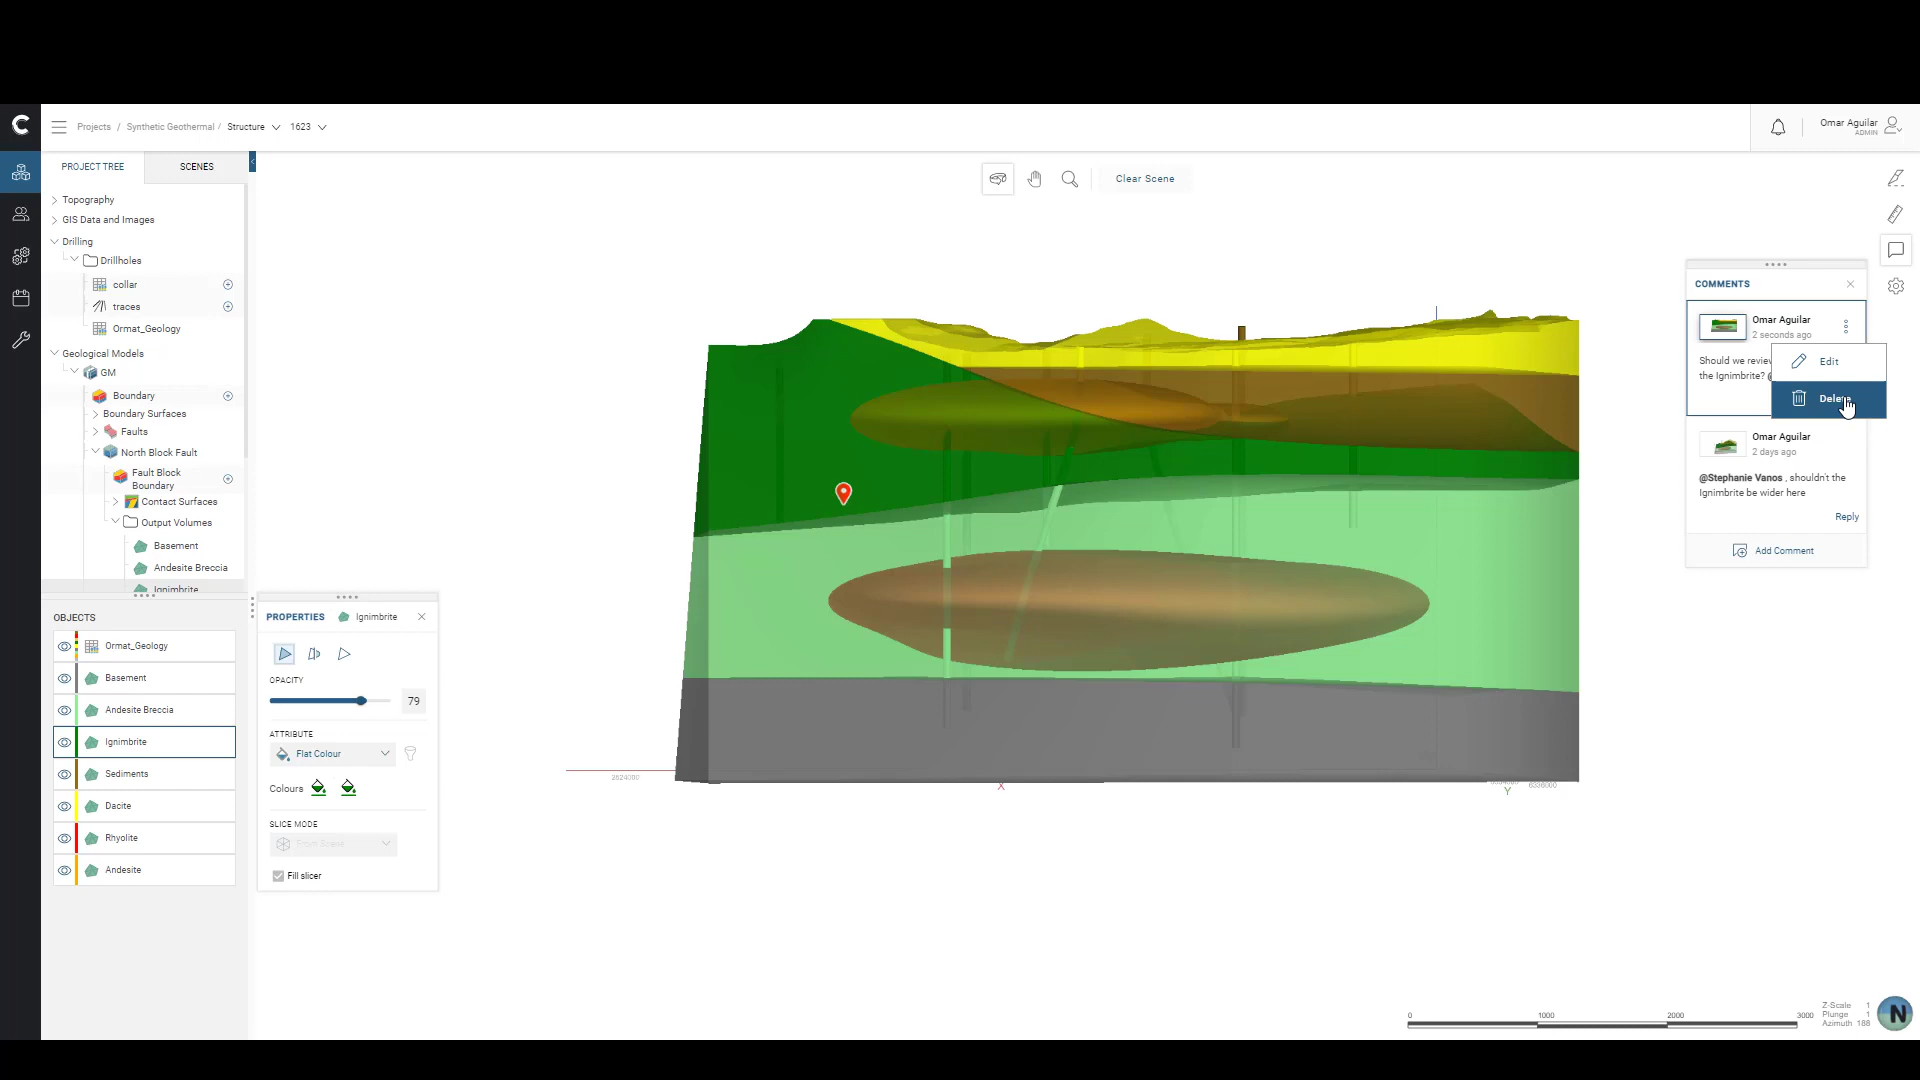 Projects / Synthetic Geothermal / Structure 1623
Omar Aguilar
ADMIN
PROJECT TREE
SCENES
Clear Scene
Topography
GIS Data and Images
Drilling
Drillholes
collar
traces
Ormat_Geology
Geological Models
GM
Boundary
Boundary Surfaces
Faults
North Block Fault
Fault Block
Boundary
Contact Surfaces
Output Volumes
Basement
Andesite Breccia
Ignimbrite
OBJECTS
Ormat_Geology
Basement
Andesite Breccia
Ignimbrite
Sediments
Dacite
Rhyolite
Andesite
PROPERTIES
Ignimbrite
OPACITY
79
ATTRIBUTE
Flat Colour
Colours
SLICE MODE
From Scene
Fill slicer
2624000
X
Y
6336000
COMMENTS
Omar Aguilar
2 seconds ago
Should we review
the Ignimbrite?
Edit
Delete
Omar Aguilar
2 days ago
@Stephanie Vanos , shouldn't the
Ignimbrite be wider here
Reply
Add Comment
0 1000 2000 3000
Z-Scale 1
Plunge 1
Azimuth 188
N